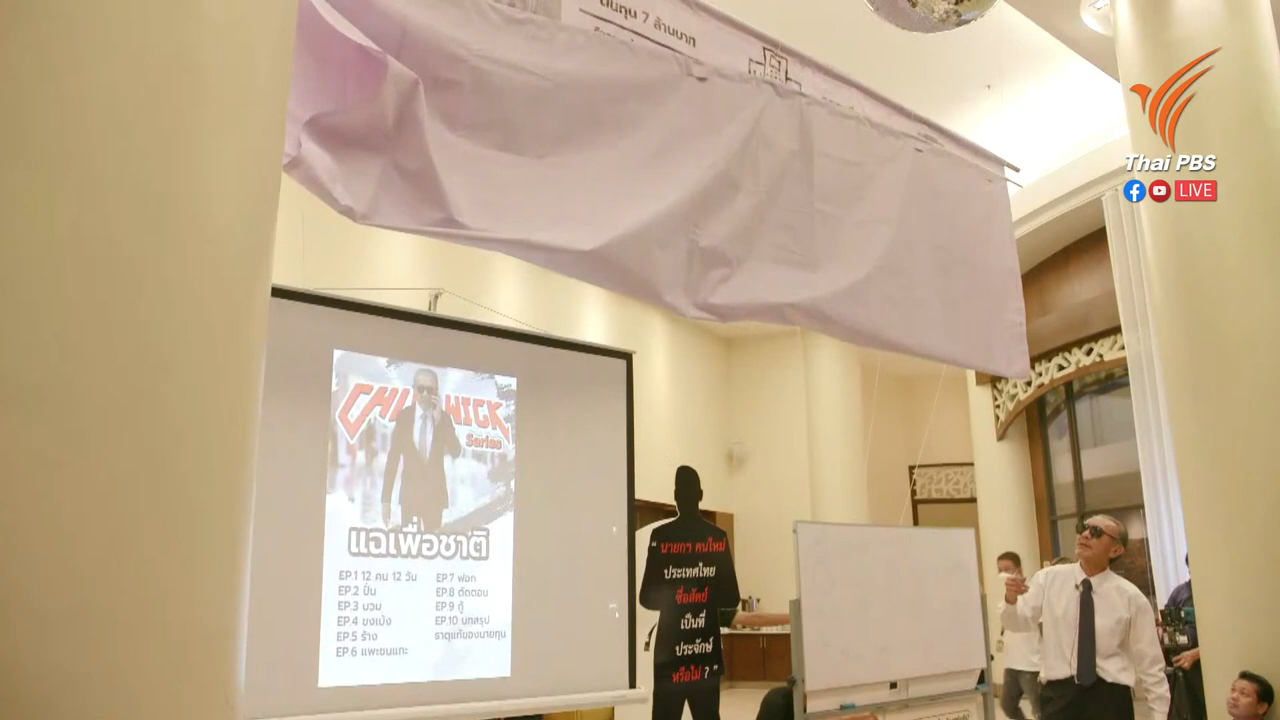 ต้นทุน 7 ล้านบาท
Thai PBS
LIVE
WICK
Series
แฉเพื่อชาติ
EP.1 12 คน 12 วัน
EP.2 ปั่น
EP.3 บวม
EP.4 ขงเบ้ง
EP.5 ร้าง
EP 6 แพะชนแกะ
EP.7 ฟอก
EP.8 ตัดตอน
EP.9 กู้
EP.10 บทสรุป
ธาตุแท้ของนายทุน
“ นายกฯ คนใหม่
ประเทศไทย
ซื่อสัตย์
เป็นที่
ประจักษ์
หรือไม่ ? ”